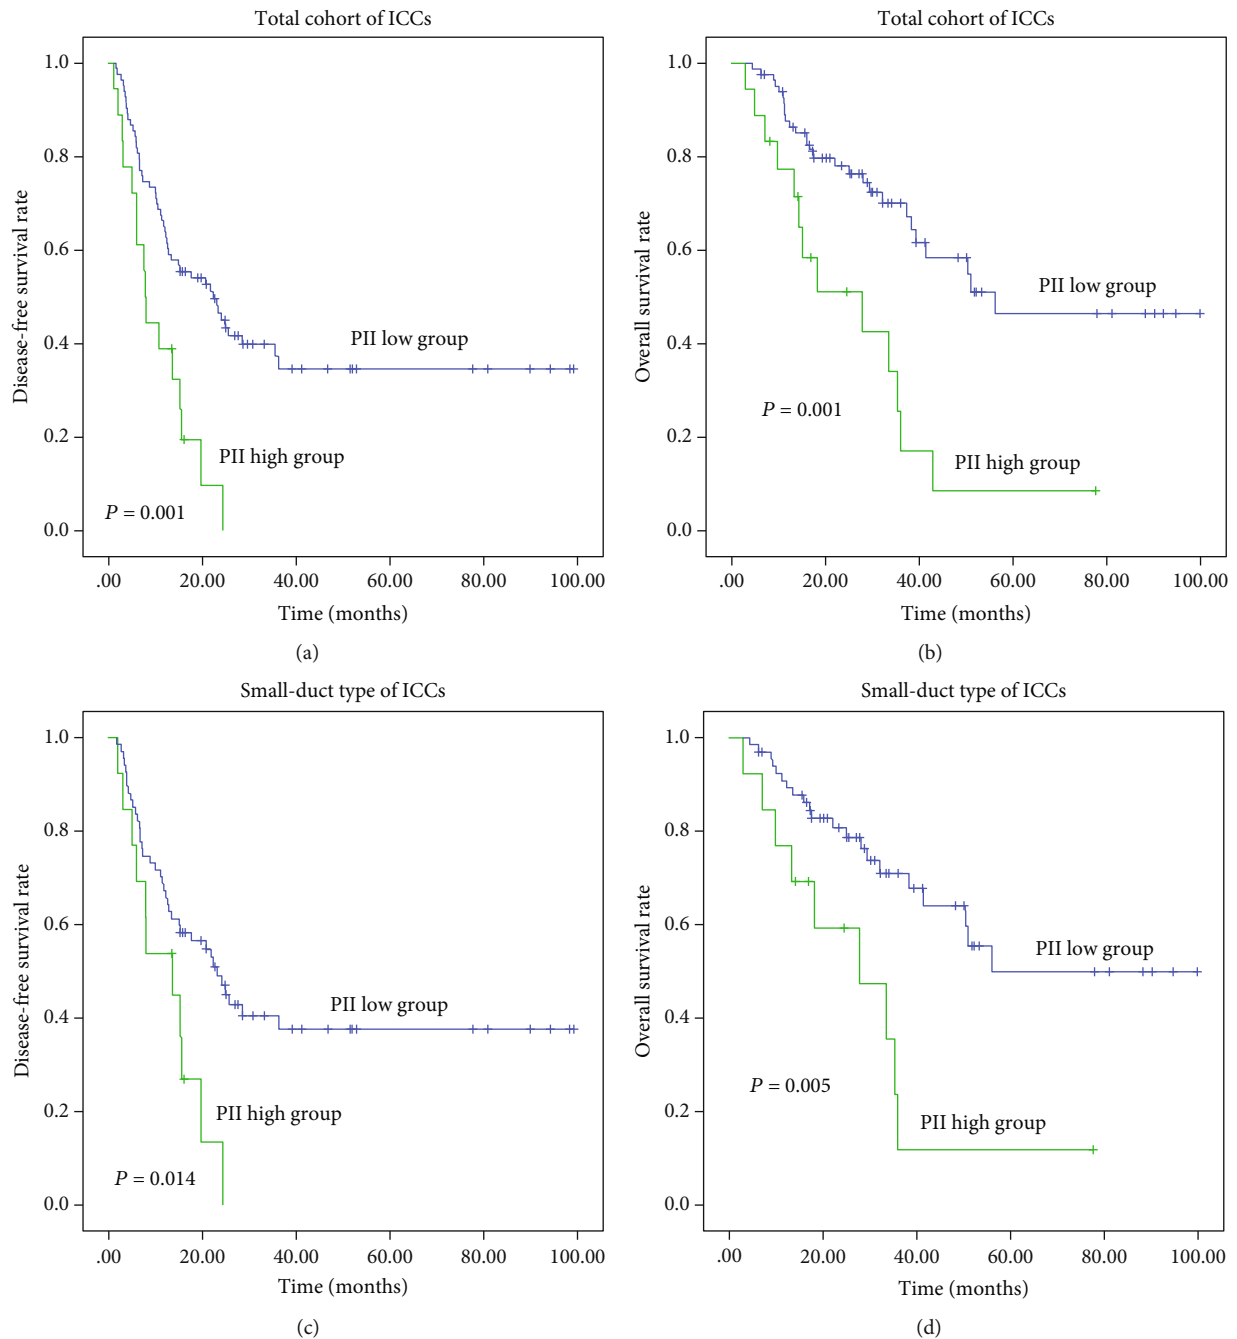 Total cohort of ICCs
Disease-free survival rate
1.0
0.8
0.6
0.4
0.2
0.0
PII low group
PII high group
P = 0.001
.00 20.00 40.00 60.00 80.00 100.00
Time (months)
(a)
Total cohort of ICCs
Overall survival rate
1.0
0.8
0.6
0.4
0.2
0.0
PII low group
P = 0.001
PII high group
.00 20.00 40.00 60.00 80.00 100.00
Time (months)
(b)
Small-duct type of ICCs
Disease-free survival rate
1.0
0.8
0.6
0.4
0.2
0.0
PII low group
PII high group
P = 0.014
.00 20.00 40.00 60.00 80.00 100.00
Time (months)
(c)
Small-duct type of ICCs
Overall survival rate
1.0
0.8
0.6
0.4
0.2
0.0
PII low group
P = 0.005
PII high group
.00 20.00 40.00 60.00 80.00 100.00
Time (months)
(d)